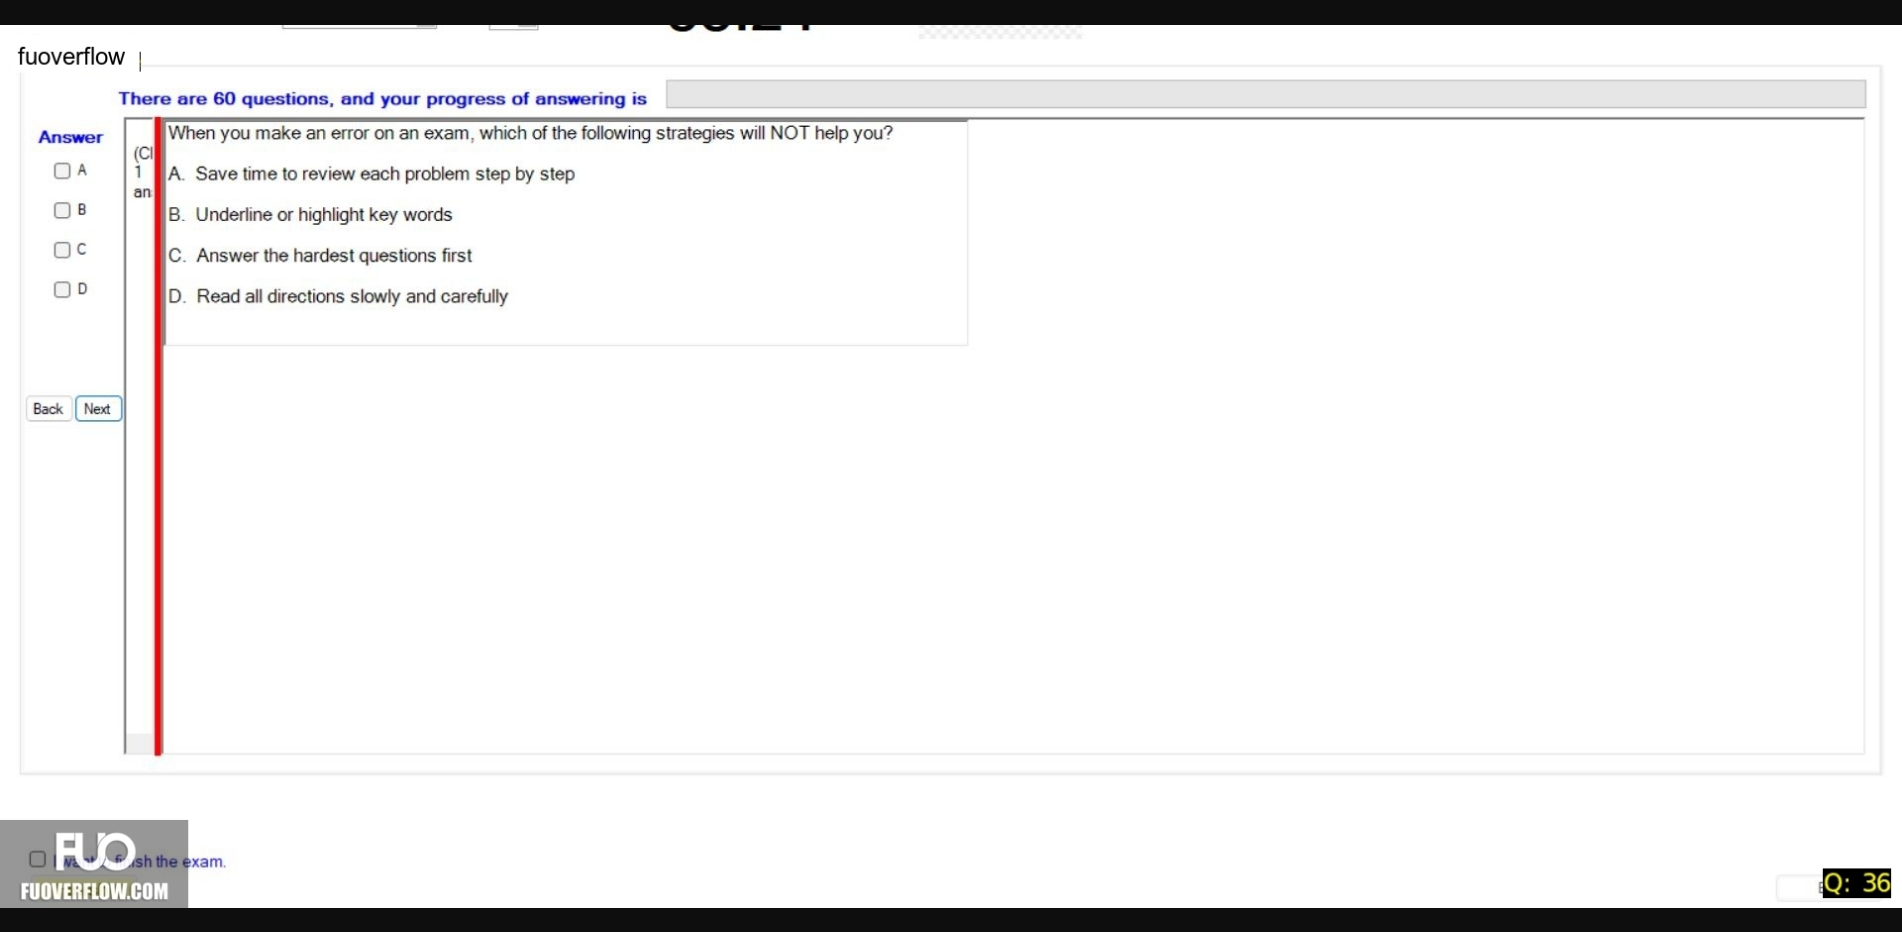 fuoverflow
There are 60 questions, and your progress of answering is
Answer
A
B
C
D
(Cl
1
an
When you make an error on an exam, which of the following strategies will NOT help you?
A. Save time to review each problem step by step
B. Underline or highlight key words
C. Answer the hardest questions first
D. Read all directions slowly and carefully
Back
Next
FUO
sh the exam.
FUOVERFLOW.COM
Q: 36